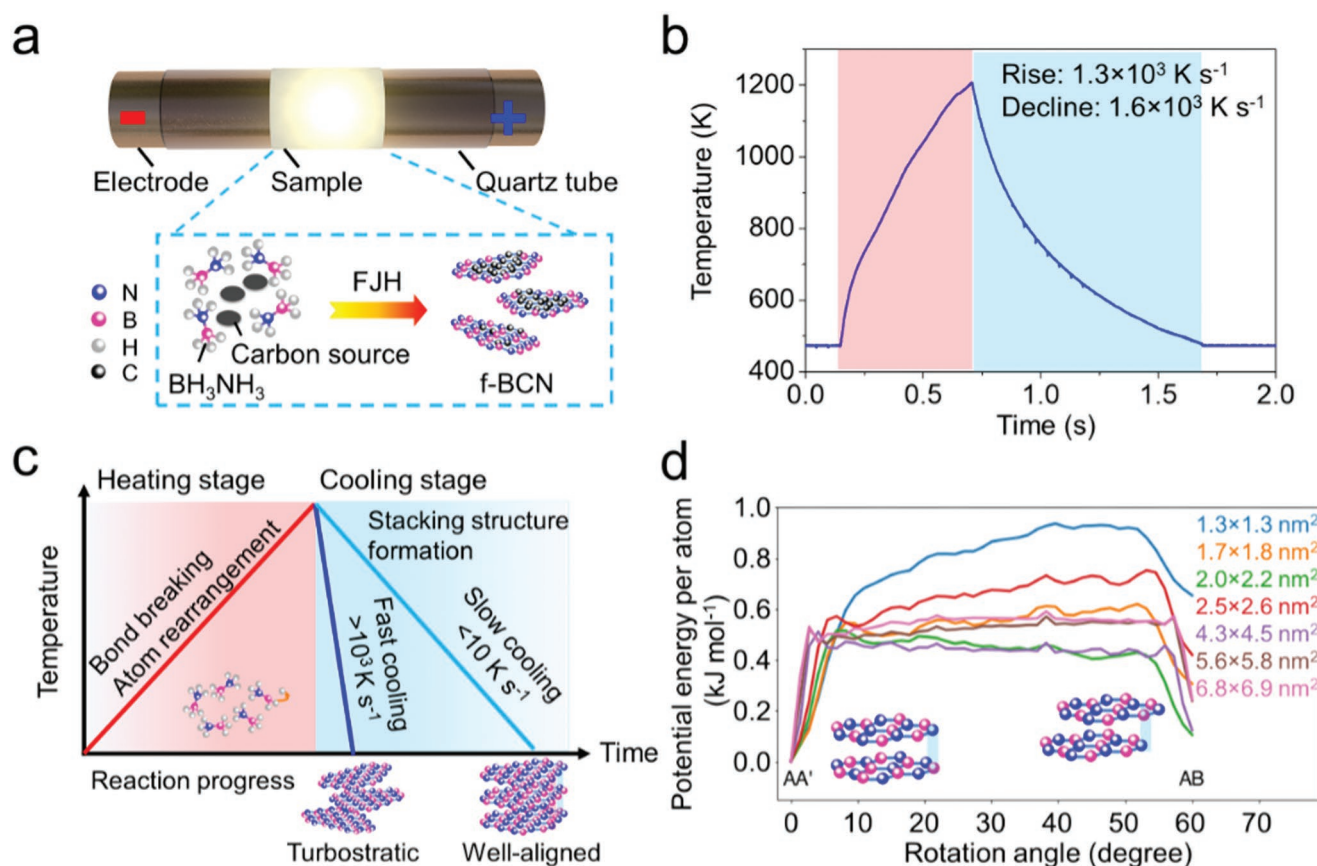 a
Electrode
Sample
Quartz tube
N
B
H
C
FJH
Carbon source
BH₃NH₃
f-BCN
b
Temperature (K)
1200
1000
800
600
400
Rise: 1.3×10³ K s⁻¹
Decline: 1.6×10³ K s⁻¹
0.0 0.5 1.0 1.5 2.0
Time (s)
c
Heating stage
Cooling stage
Temperature
Bond breaking
Atom rearrangement
Stacking structure
formation
Fast cooling
>10³ K s⁻¹
Slow cooling
<10 K s⁻¹
Time
Reaction progress
Turbostratic
Well-aligned
d
Potential energy per atom
(kJ mol⁻¹)
1.0
0.8
0.6
0.4
0.2
0.0
1.3×1.3 nm²
1.7×1.8 nm²
2.0×2.2 nm²
2.5×2.6 nm²
4.3×4.5 nm²
5.6×5.8 nm²
6.8×6.9 nm²
AA'
AB
0 10 20 30 40 50 60 70
Rotation angle (degree)